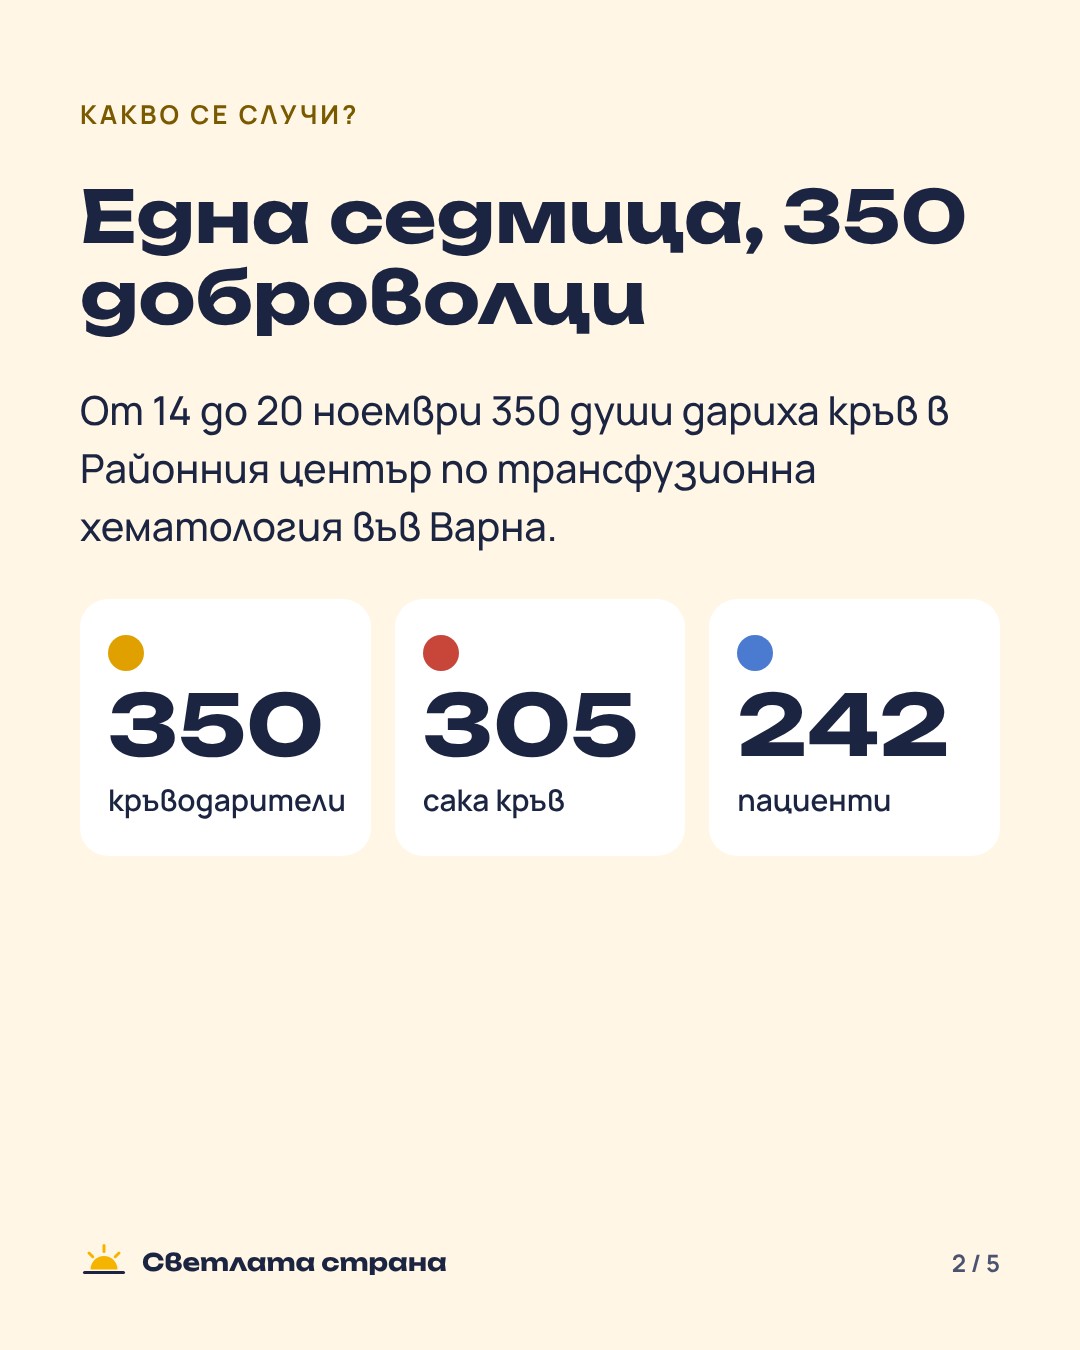 КАКВО СЕ СЛУЧИ?
Една седмица, 350
доброволци
От 14 до 20 ноември 350 души дариха кръв в
Районния център по трансфузионна
хематология във Варна.
350
кръводарители
305
сака кръв
242
пациенти
Светлата страна
2 / 5